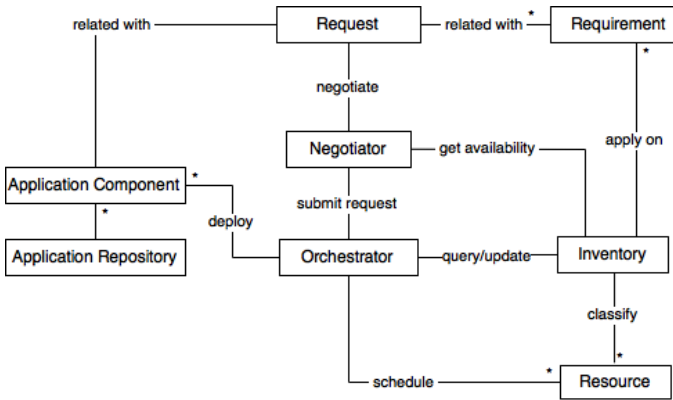 related with
Request
related with
*
Requirement
*
negotiate
Negotiator
get availability
apply on
Application Component
*
*
submit request
deploy
Application Repository
Orchestrator
query/update
Inventory
classify
*
schedule
*
Resource